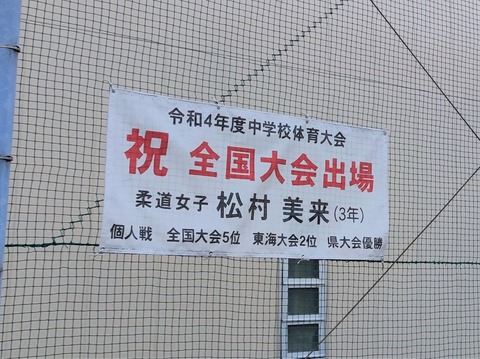 令和4年度中学校体育大会
祝 全国大会出場
柔道女子 松村 美来(3年)
個人戦 全国大会5位 東海大会2位 県大会優勝